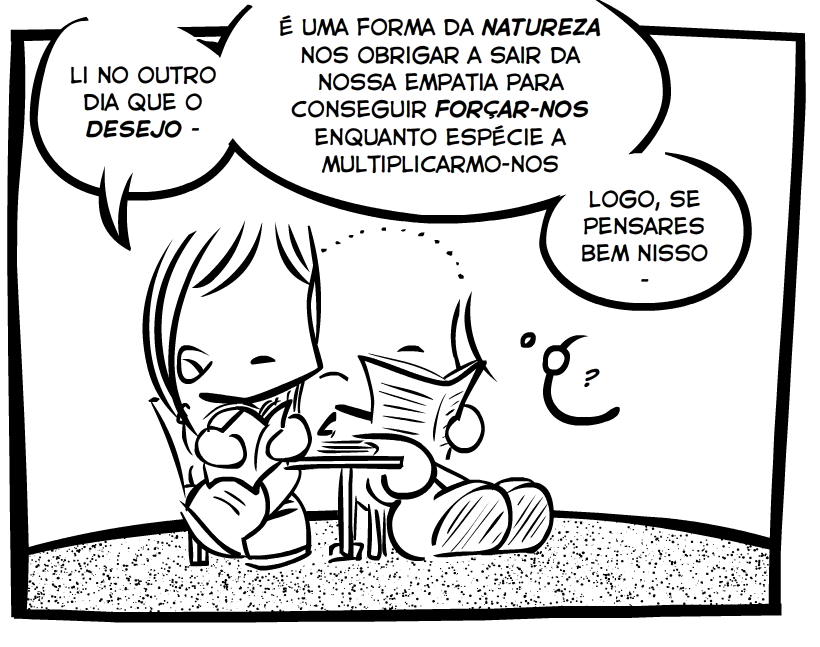 LI NO OUTRO
DIA QUE O
DESEJO -
É UMA FORMA DA NATUREZA
NOS OBRIGAR A SAIR DA
NOSSA EMPATIA PARA
CONSEGUIR FORÇAR-NOS
ENQUANTO ESPÉCIE A
MULTIPLICARMO-NOS
LOGO, SE
PENSARES
BEM NISSO
-
?